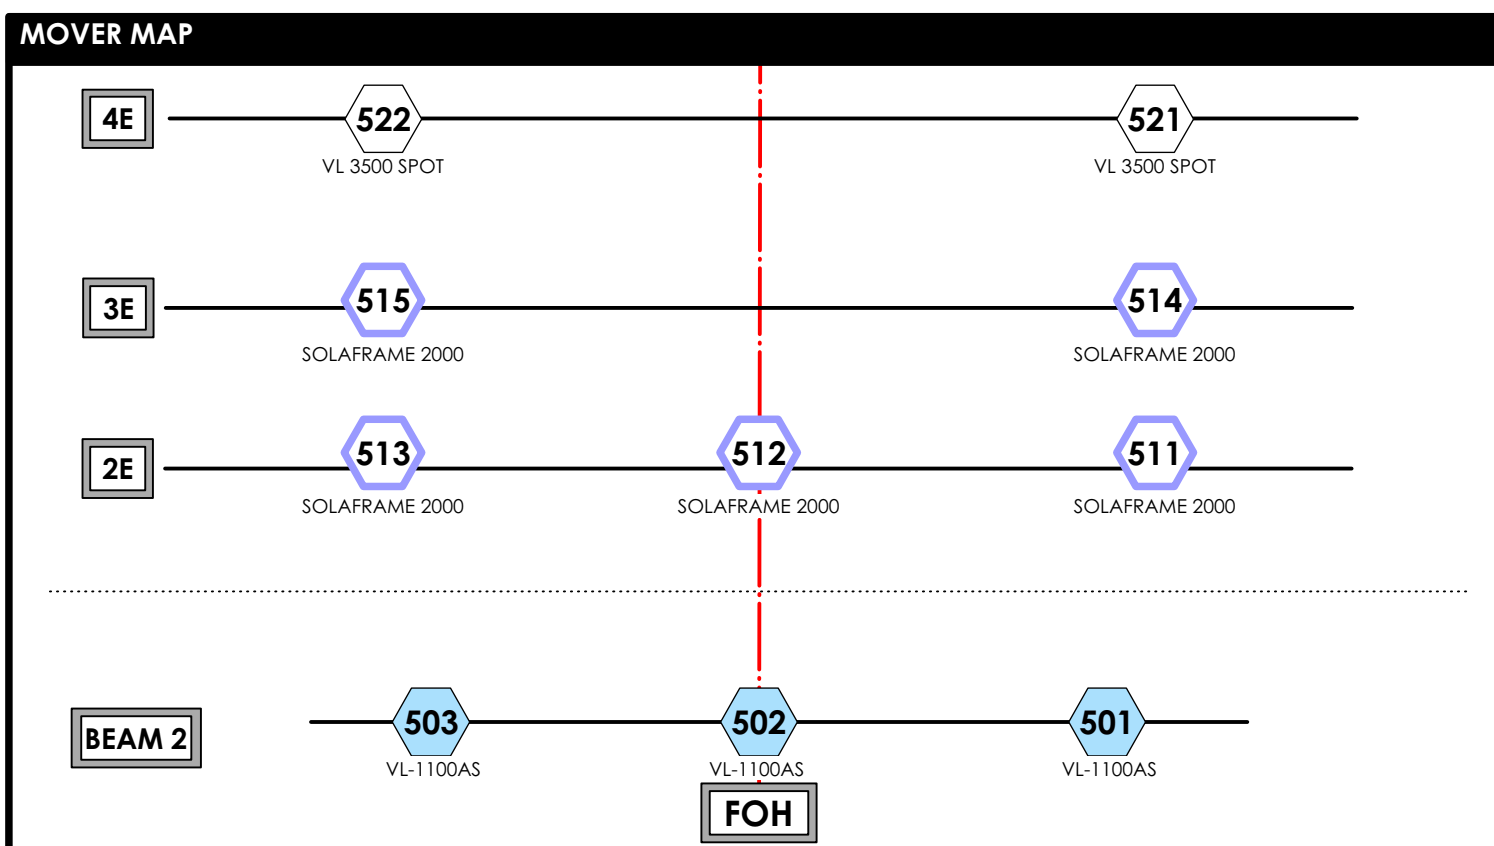 MOVER MAP
4E
522
521
VL 3500 SPOT
VL 3500 SPOT
3E
515
514
SOLAFRAME 2000
SOLAFRAME 2000
2E
513
512
511
SOLAFRAME 2000
SOLAFRAME 2000
SOLAFRAME 2000
BEAM 2
503
502
501
VL-1100AS
VL-1100AS
VL-1100AS
FOH